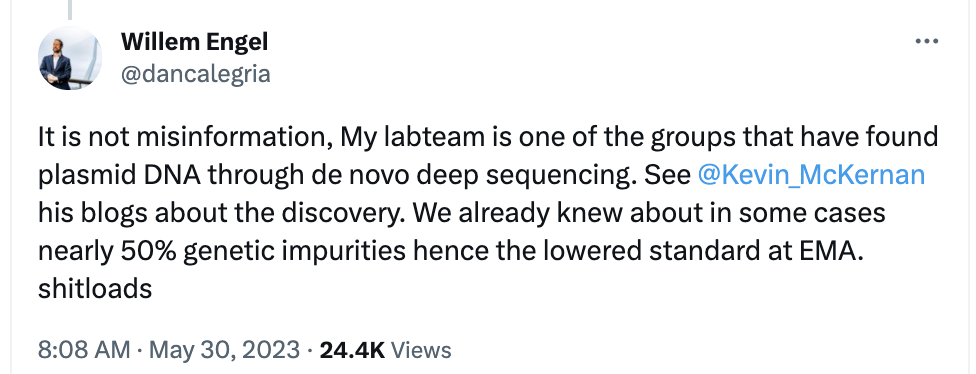 Willem Engel
@dancalegria
It is not misinformation, My labteam is one of the groups that have found
plasmid DNA through de novo deep sequencing. See @Kevin_McKernan
his blogs about the discovery. We already knew about in some cases
nearly 50% genetic impurities hence the lowered standard at EMA.
shitloads
8:08 AM · May 30, 2023 · 24.4K Views